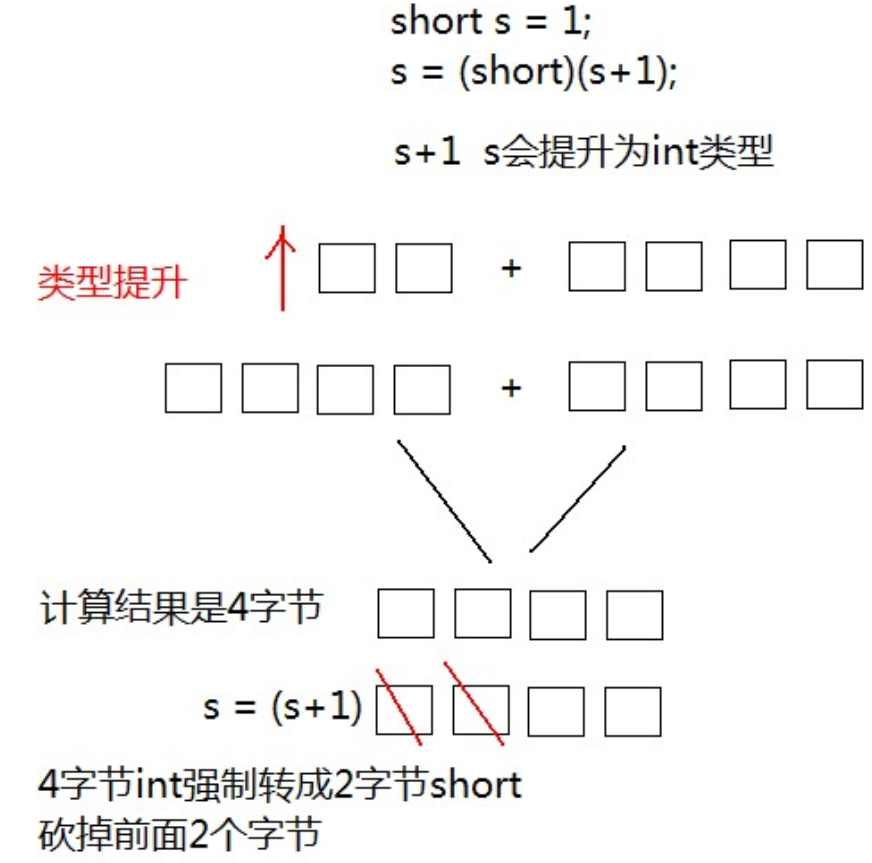 short s = 1;
s = (short)(s+1);
s+1 s会提升为int类型
类型提升
+
+
计算结果是4字节
s = (s+1)
4字节int强制转成2字节short
砍掉前面2个字节